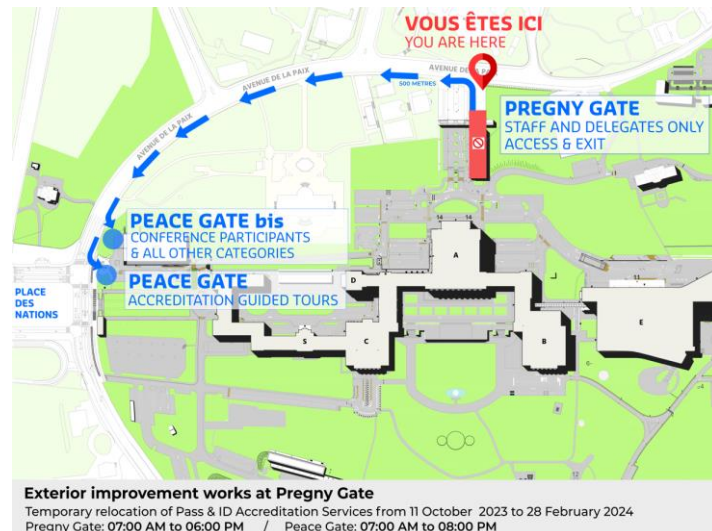 VOUS ÊTES ICI
YOU ARE HERE
AVENUE DE LA PAIX
AVENUE DE LA
500 METRES
PREGNY GATE
STAFF AND DELEGATES ONLY
ACCESS & EXIT
AVENUE DE LA PAIX
PEACE GATE bis
CONFERENCE PARTICIPANTS
& ALL OTHER CATEGORIES
PEACE GATE
ACCREDITATION GUIDED TOURS
PLACE
DES
NATIONS
14
14
A
D
S
C
B
E
Exterior improvement works at Pregny Gate
Temporary relocation of Pass & ID Accreditation Services from 11 October 2023 to 28 February 2024
Pregny Gate: 07:00 AM to 06:00 PM / Peace Gate: 07:00 AM to 08:00 PM